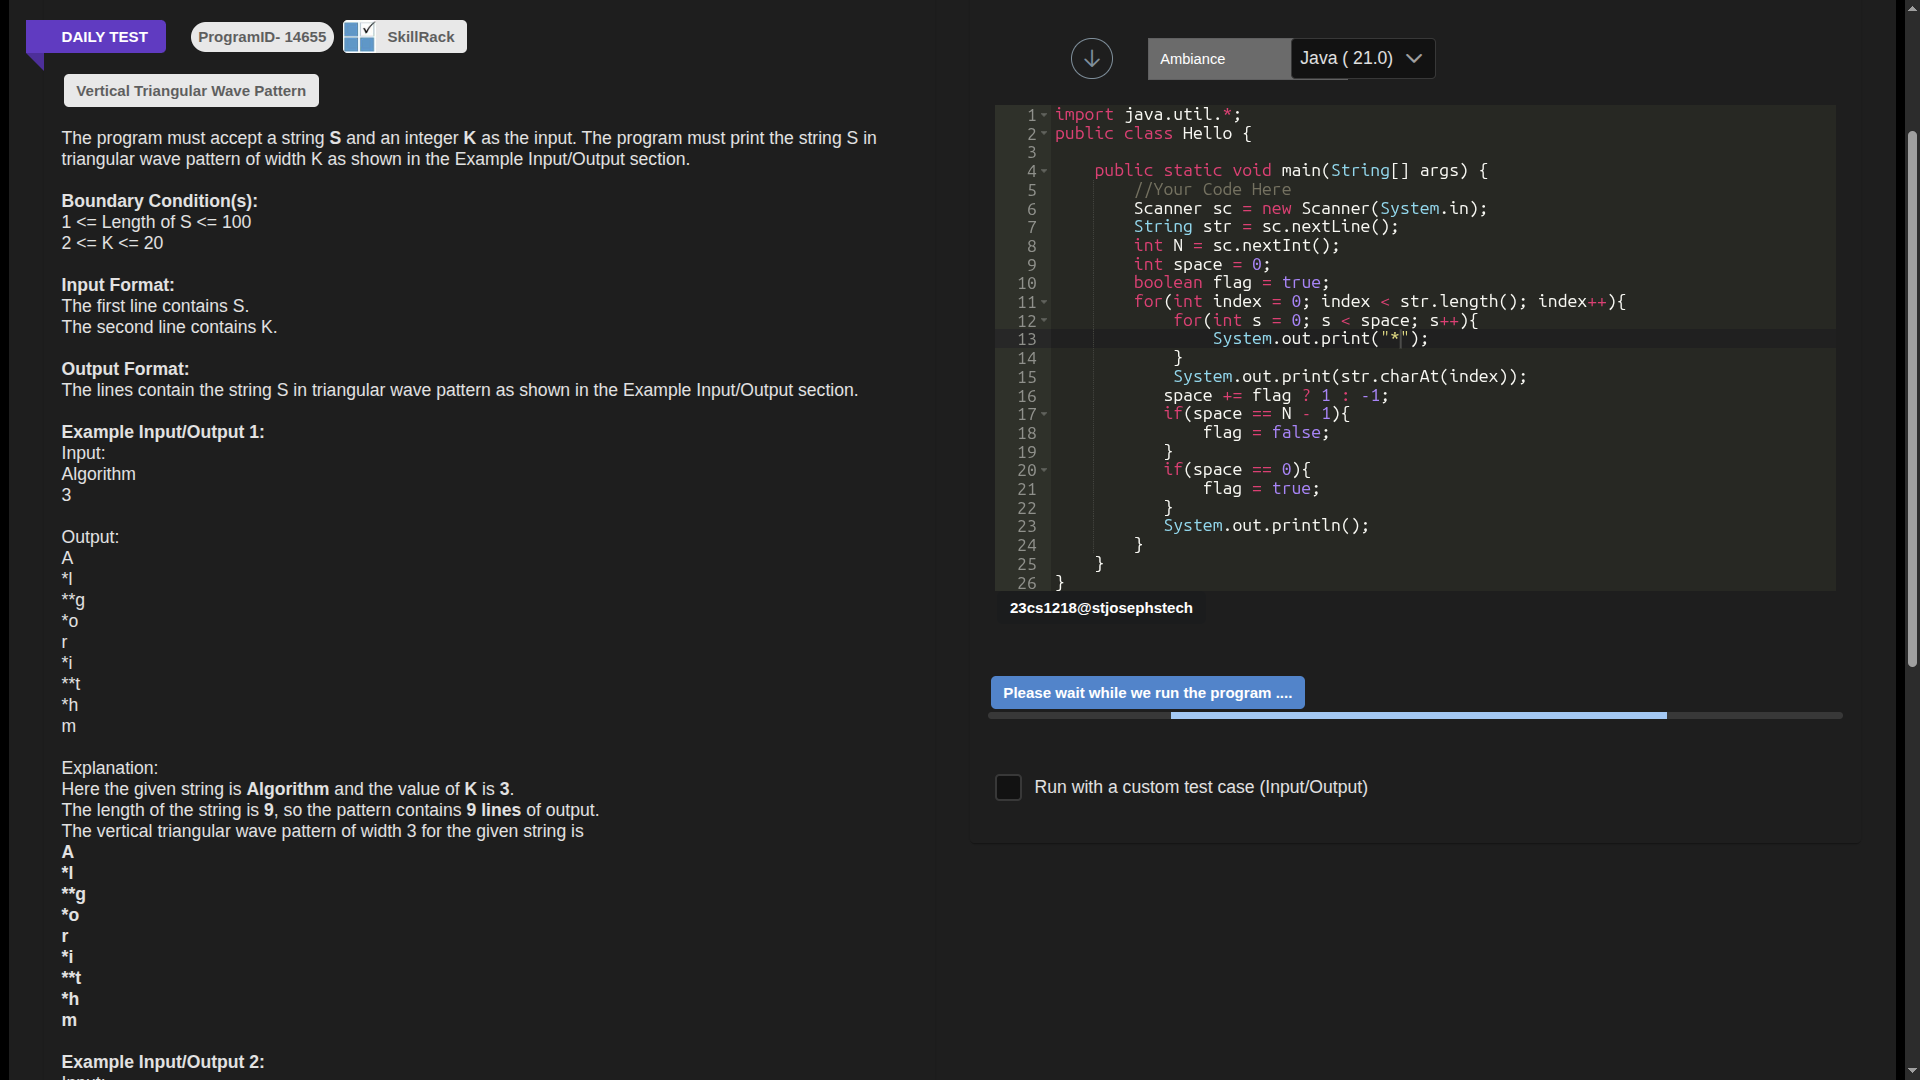 DAILY TEST
ProgramID- 14655
SkillRack
Vertical Triangular Wave Pattern
The program must accept a string S and an integer K as the input. The program must print the string S in
triangular wave pattern of width K as shown in the Example Input/Output section.
Boundary Condition(s):
1 <= Length of S <= 100
2 <= K <= 20
Input Format:
The first line contains S.
The second line contains K.
Output Format:
The lines contain the string S in triangular wave pattern as shown in the Example Input/Output section.
Example Input/Output 1:
Input:
Algorithm
3
Output:
A
*l
**g
*o
r
*i
**t
*h
m
Explanation:
Here the given string is Algorithm and the value of K is 3.
The length of the string is 9, so the pattern contains 9 lines of output.
The vertical triangular wave pattern of width 3 for the given string is
A
*l
**g
*o
r
*i
**t
*h
m
Example Input/Output 2:
Ambiance
Java ( 21.0)
1 import java.util.*;
2 public class Hello {
3
4     public static void main(String[] args) {
5         //Your Code Here
6         Scanner sc = new Scanner(System.in);
7         String str = sc.nextLine();
8         int N = sc.nextInt();
9         int space = 0;
10         boolean flag = true;
11         for(int index = 0; index < str.length(); index++){
12             for(int s = 0; s < space; s++){
13                 System.out.print("*");
14             }
15             System.out.print(str.charAt(index));
16            space += flag ? 1 : -1;
17            if(space == N - 1){
18                flag = false;
19            }
20            if(space == 0){
21                flag = true;
22            }
23            System.out.println();
24         }
25     }
26 }
23cs1218@stjosephstech
Please wait while we run the program ....
Run with a custom test case (Input/Output)